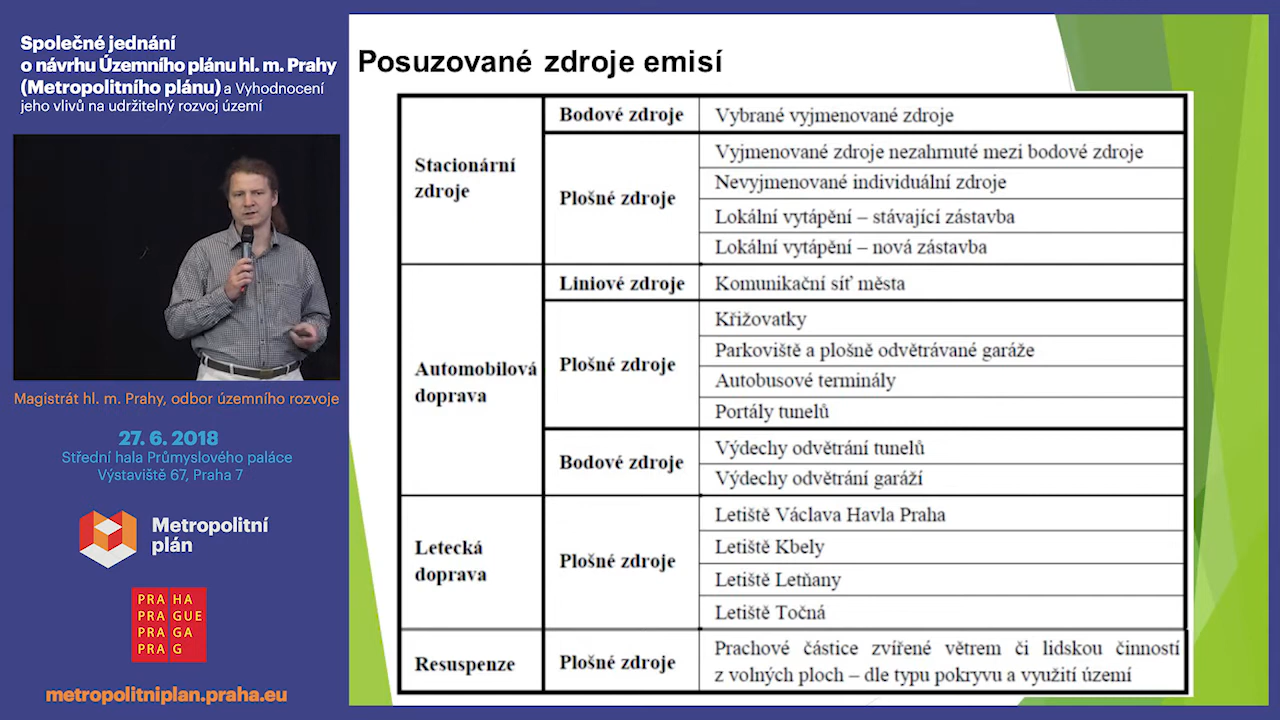 Společné jednání
o návrhu Územního plánu hl. m. Prahy
(Metropolitního plánu) a Vyhodnocení
jeho vlivů na udržitelný rozvoj území
Magistrát hl. m. Prahy, odbor územního rozvoje
27. 6. 2018
Střední hala Průmyslového paláce
Výstaviště 67, Praha 7
Metropolitní
plán
PRA HA
PRA GUE
PRA GA
PRA G
metropolitniplan.praha.eu
Posuzované zdroje emisí
Stacionární
zdroje
Bodové zdroje
Vybrané vyjmenované zdroje
Plošné zdroje
Vyjmenované zdroje nezahrnuté mezi bodové zdroje
Nevyjmenované individuální zdroje
Lokální vytápění – stávající zástavba
Lokální vytápění – nová zástavba
Automobilová
doprava
Liniové zdroje
Komunikační síť města
Plošné zdroje
Křižovatky
Parkoviště a plošně odvětrávané garáže
Autobusové terminály
Portály tunelů
Bodové zdroje
Výdechy odvětrání tunelů
Výdechy odvětrání garáží
Letecká
doprava
Plošné zdroje
Letiště Václava Havla Praha
Letiště Kbely
Letiště Letňany
Letiště Točná
Resuspenze
Plošné zdroje
Prachové částice zvířené větrem či lidskou činností
z volných ploch – dle typu pokryvu a využití území